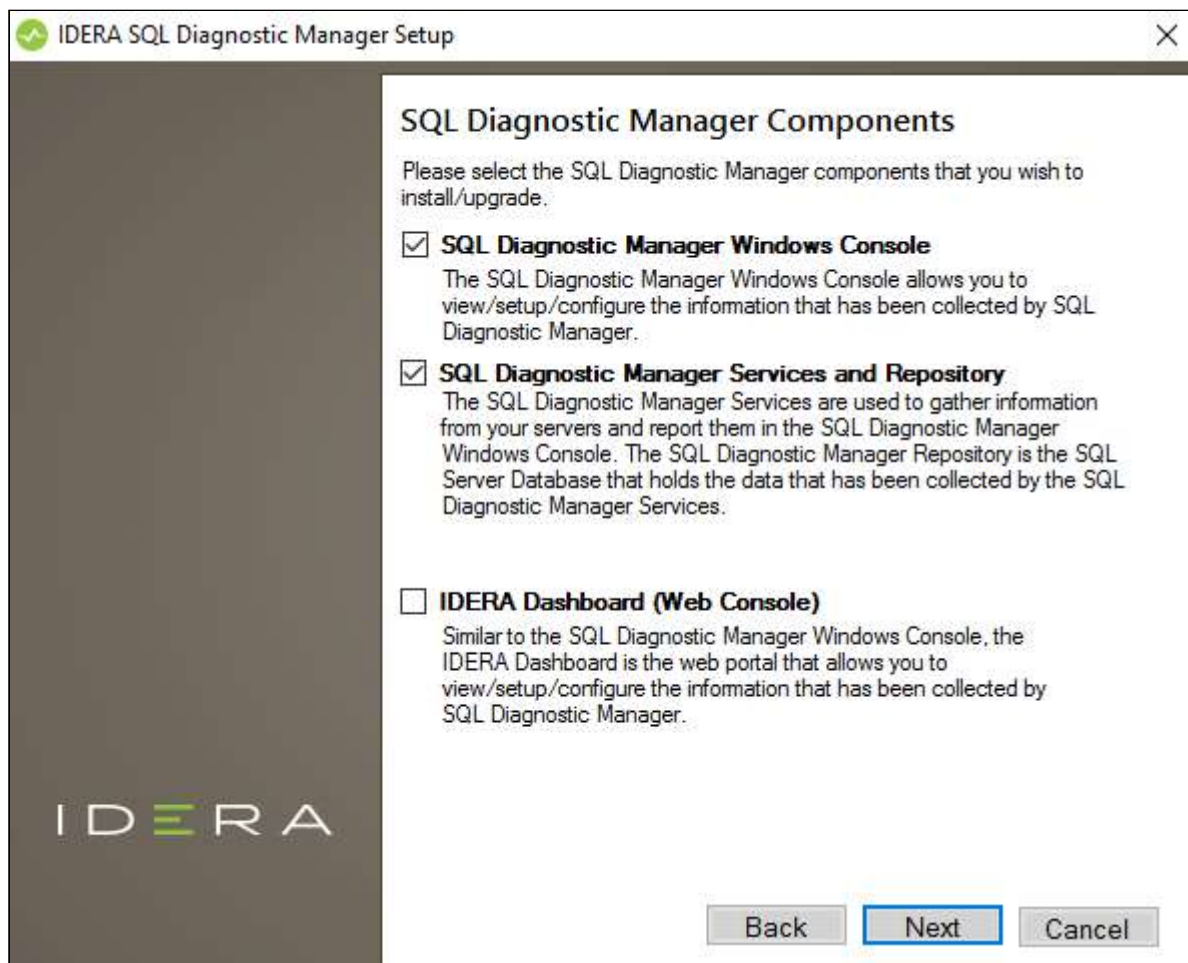 IDERA SQL Diagnostic Manager Setup
SQL Diagnostic Manager Components
Please select the SQL Diagnostic Manager components that you wish to
install/upgrade.
SQL Diagnostic Manager Windows Console
The SQL Diagnostic Manager Windows Console allows you to
view/setup/configure the information that has been collected by SQL
Diagnostic Manager.
SQL Diagnostic Manager Services and Repository
The SQL Diagnostic Manager Services are used to gather information
from your servers and report them in the SQL Diagnostic Manager
Windows Console. The SQL Diagnostic Manager Repository is the SQL
Server Database that holds the data that has been collected by the SQL
Diagnostic Manager Services.
IDERA Dashboard (Web Console)
Similar to the SQL Diagnostic Manager Windows Console, the
IDERA Dashboard is the web portal that allows you to
view/setup/configure the information that has been collected by
SQL Diagnostic Manager.
IDERA
Back
Next
Cancel